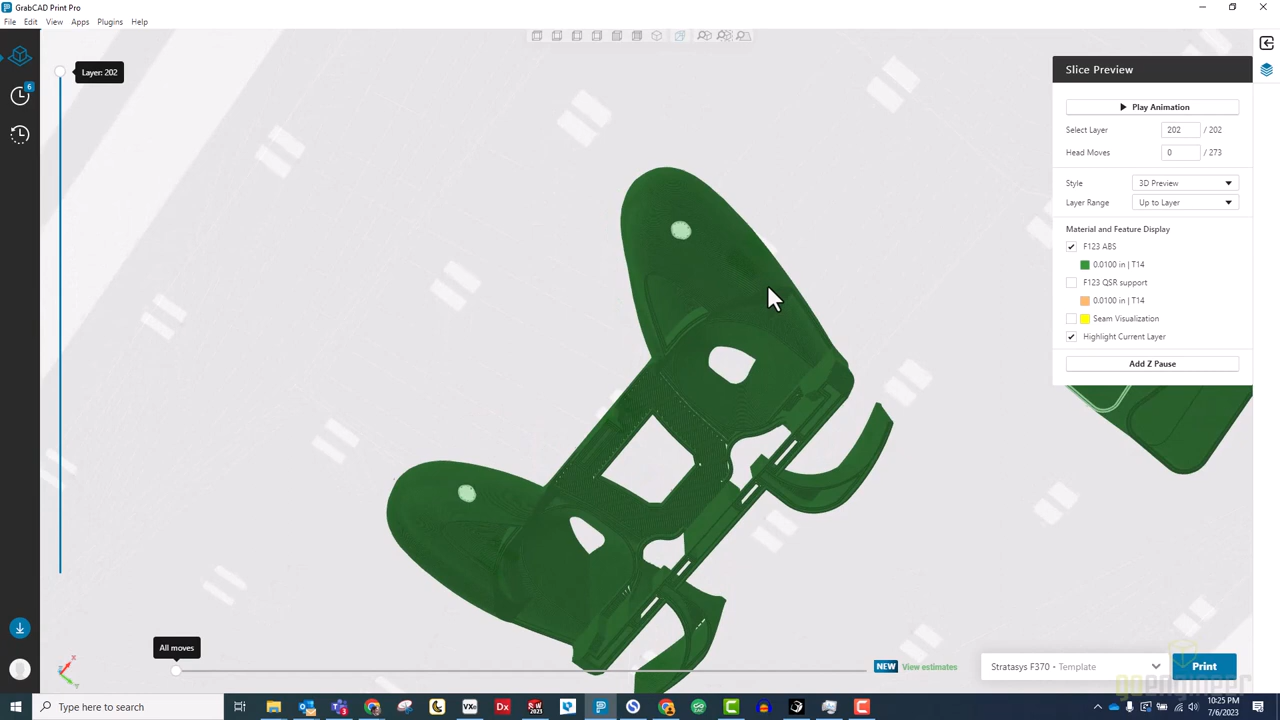 GrabCAD Print Pro
File Edit View Apps Plugins Help
Layer: 202
6
Slice Preview
Play Animation
Select Layer 202 / 202
Head Moves 0 / 273
Style 3D Preview
Layer Range Up to Layer
Material and Feature Display
F123 ABS
0.0100 in | T14
F123 QSR support
0.0100 in | T14
Seam Visualization
Highlight Current Layer
Add Z Pause
All moves
NEW View estimates
Stratasys F370 - Template
Print
goengineer
Type here to search
10:25 PM
7/6/2023